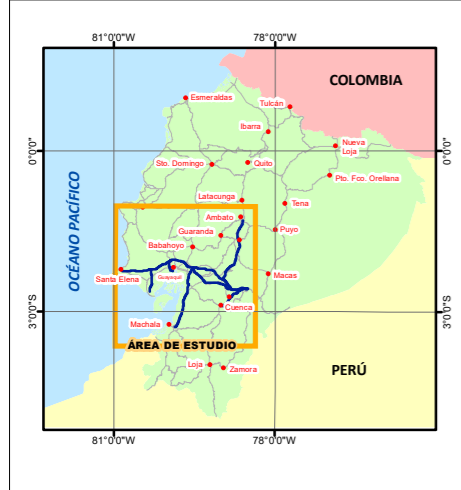 81°0'0"W
78°0'0"W
COLOMBIA
Esmeraldas
Tulcán
Ibarra
Nueva
Loja
0°0'0"
0°0'0"
Sto. Domingo
Quito
Pto. Fco. Orellana
OCÉANO PACÍFICO
Latacunga
Tena
Ambato
Guaranda
Puyo
Babahoyo
Santa Elena
Guayaquil
Macas
Cuenca
3°0'0"S
3°0'0"S
Machala
ÁREA DE ESTUDIO
Loja
Zamora
PERÚ
81°0'0"W
78°0'0"W